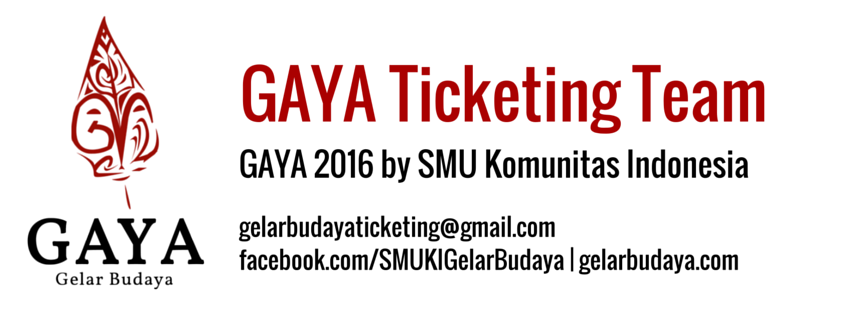 GAYA
Gelar Budaya
GAYA Ticketing Team
GAYA 2016 by SMU Komunitas Indonesia
gelarbudayaticketing@gmail.com
facebook.com/SMUKIGelarBudaya | gelarbudaya.com